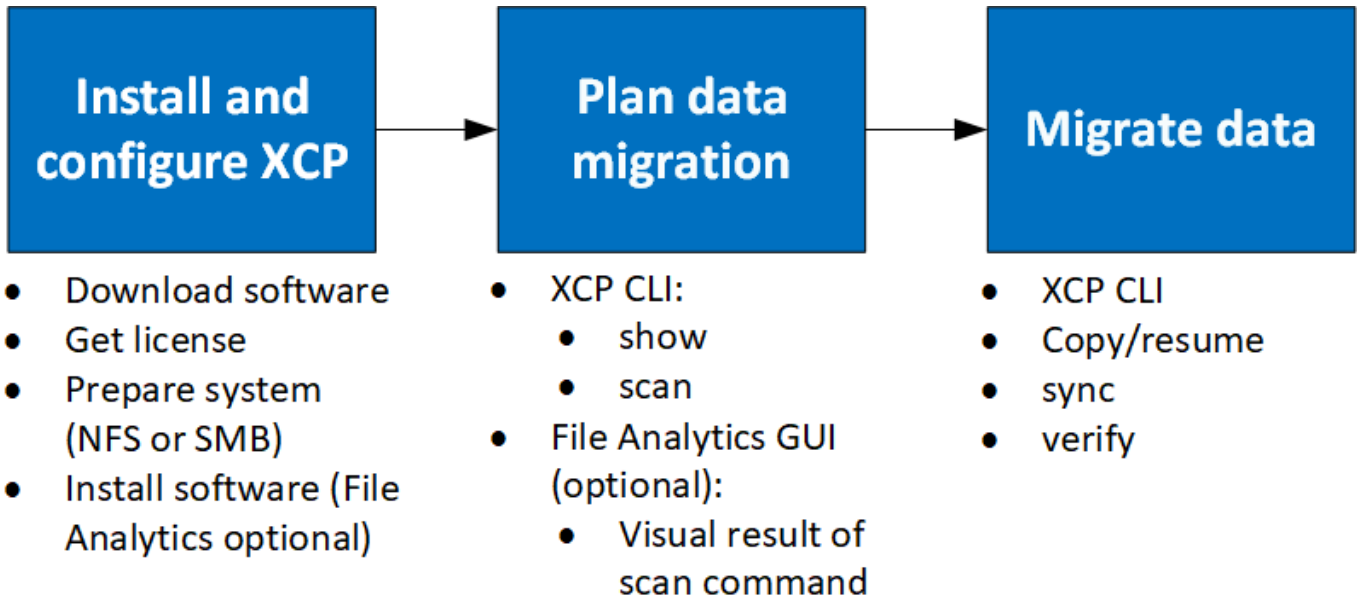 Install and
configure XCP
Plan data
migration
Migrate data
● Download software
● Get license
● Prepare system
(NFS or SMB)
● Install software (File
Analytics optional)
● XCP CLI:
● show
● scan
● File Analytics GUI
(optional):
● Visual result of
scan command
● XCP CLI
● Copy/resume
● sync
● verify